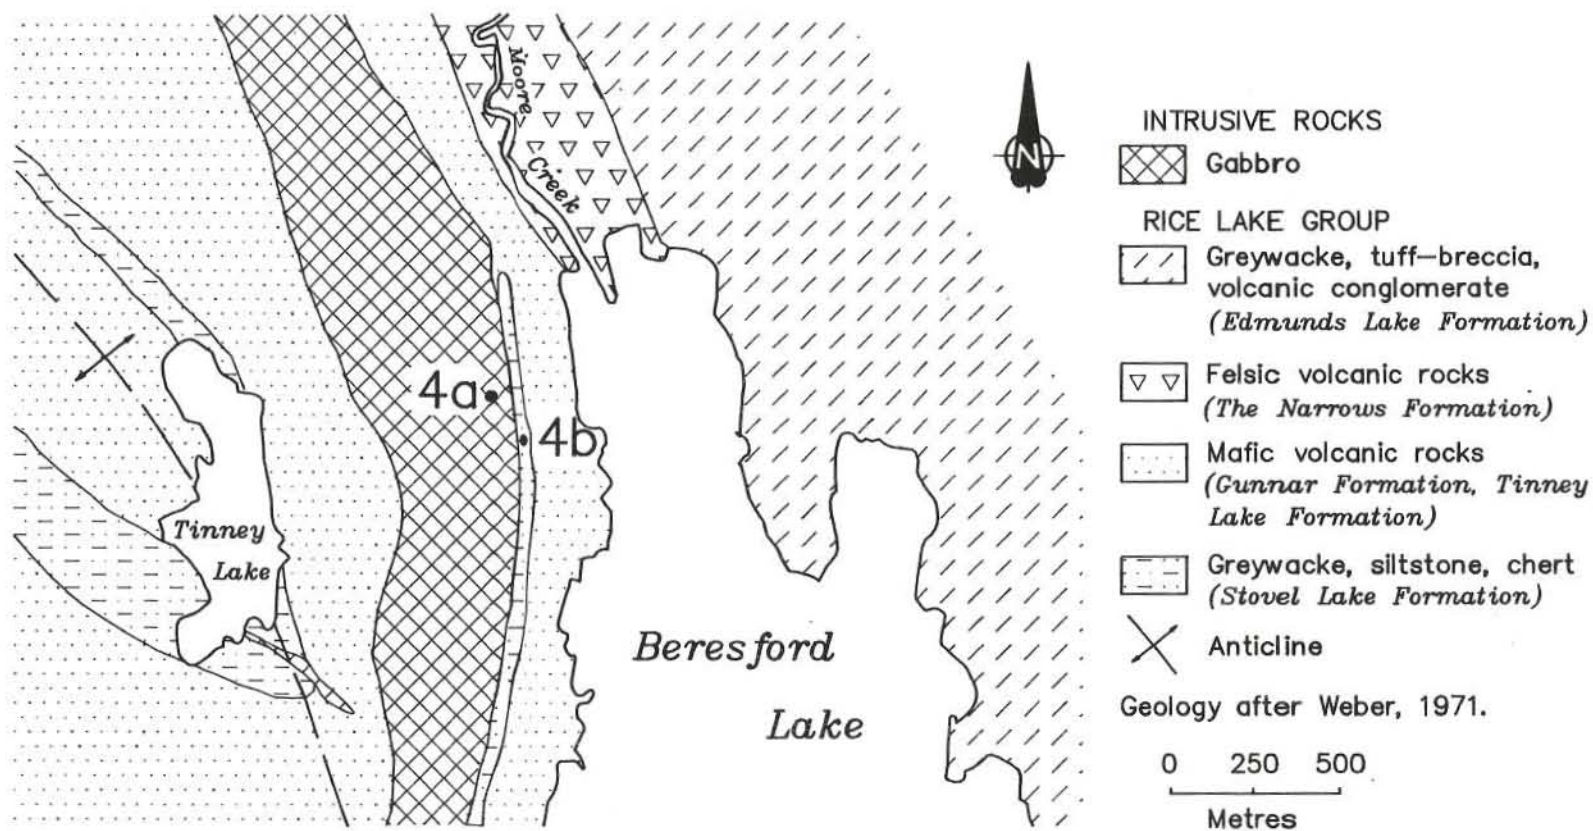 Moore
Creek
4a
4b
Tinney
Lake
Beresford
Lake
N
INTRUSIVE ROCKS
Gabbro
RICE LAKE GROUP
Greywacke, tuff-breccia,
volcanic conglomerate
(Edmunds Lake Formation)
Felsic volcanic rocks
(The Narrows Formation)
Mafic volcanic rocks
(Gunnar Formation, Tinney
Lake Formation)
Greywacke, siltstone, chert
(Stovel Lake Formation)
Anticline
Geology after Weber, 1971.
0 250 500
Metres